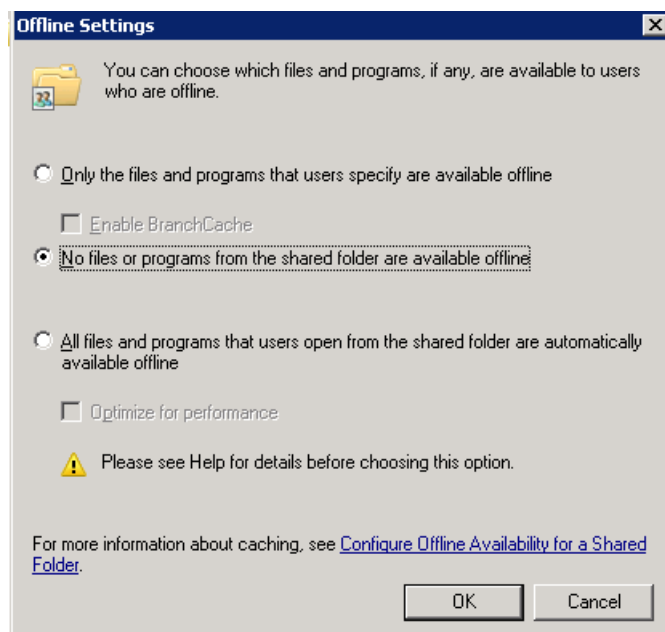 Offline Settings
You can choose which files and programs, if any, are available to users
who are offline.
Only the files and programs that users specify are available offline
Enable BranchCache
No files or programs from the shared folder are available offline
All files and programs that users open from the shared folder are automatically
available offline
Optimize for performance
Please see Help for details before choosing this option.
For more information about caching, see Configure Offline Availability for a Shared
Folder.
OK Cancel